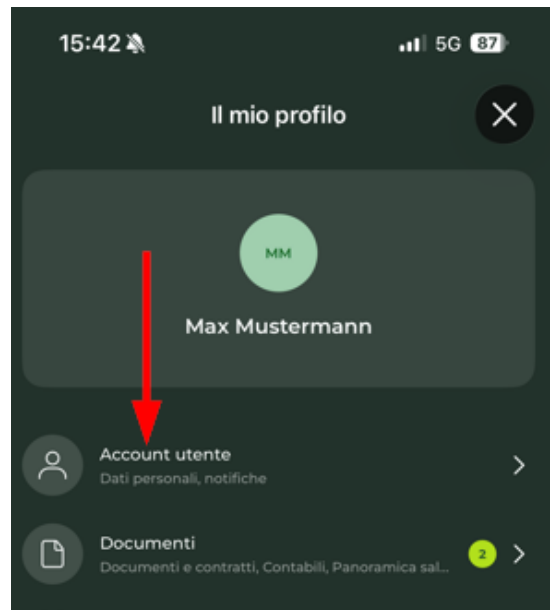 15:42
5G 87
Il mio profilo
MM
Max Mustermann
Account utente
Dati personali, notifiche
Documenti
Documenti e contratti, Contabili, Panoramica sal...
2